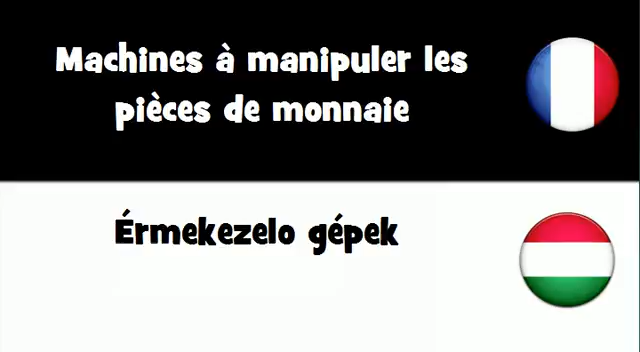 Machines à manipuler les
pièces de monnaie
Érmekezelo gépek